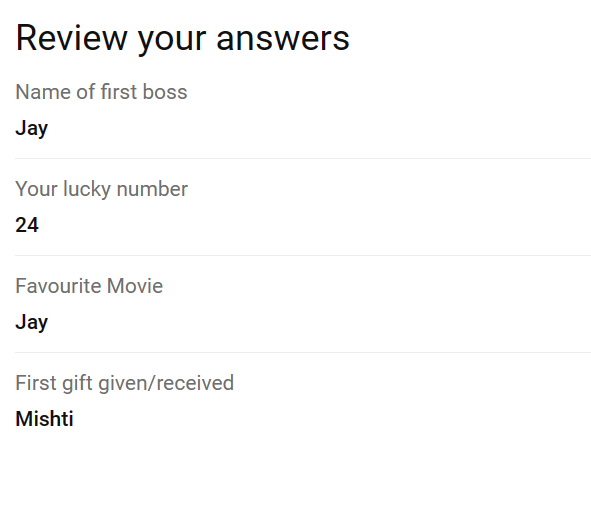 Review your answers
Name of first boss
Jay
Your lucky number
24
Favourite Movie
Jay
First gift given/received
Mishti